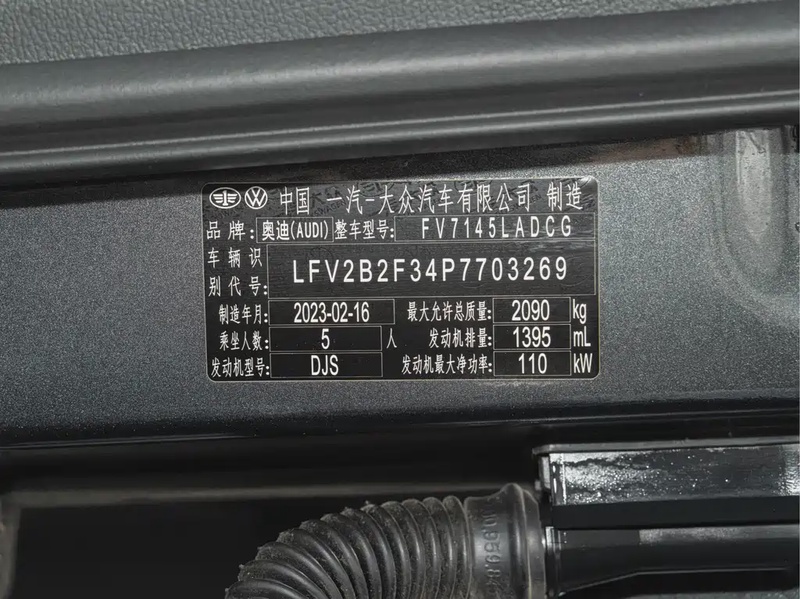 中国 一汽-大众汽车有限公司 制造
品牌: 奥迪(AUDI) 整车型号: FV7145LADCG
车辆识别代号: LFV2B2F34P7703269
制造年月: 2023-02-16 最大允许总质量: 2090 kg
乘坐人数: 5 人 发动机排量: 1395 mL
发动机型号: DJS 发动机最大净功率: 110 kW